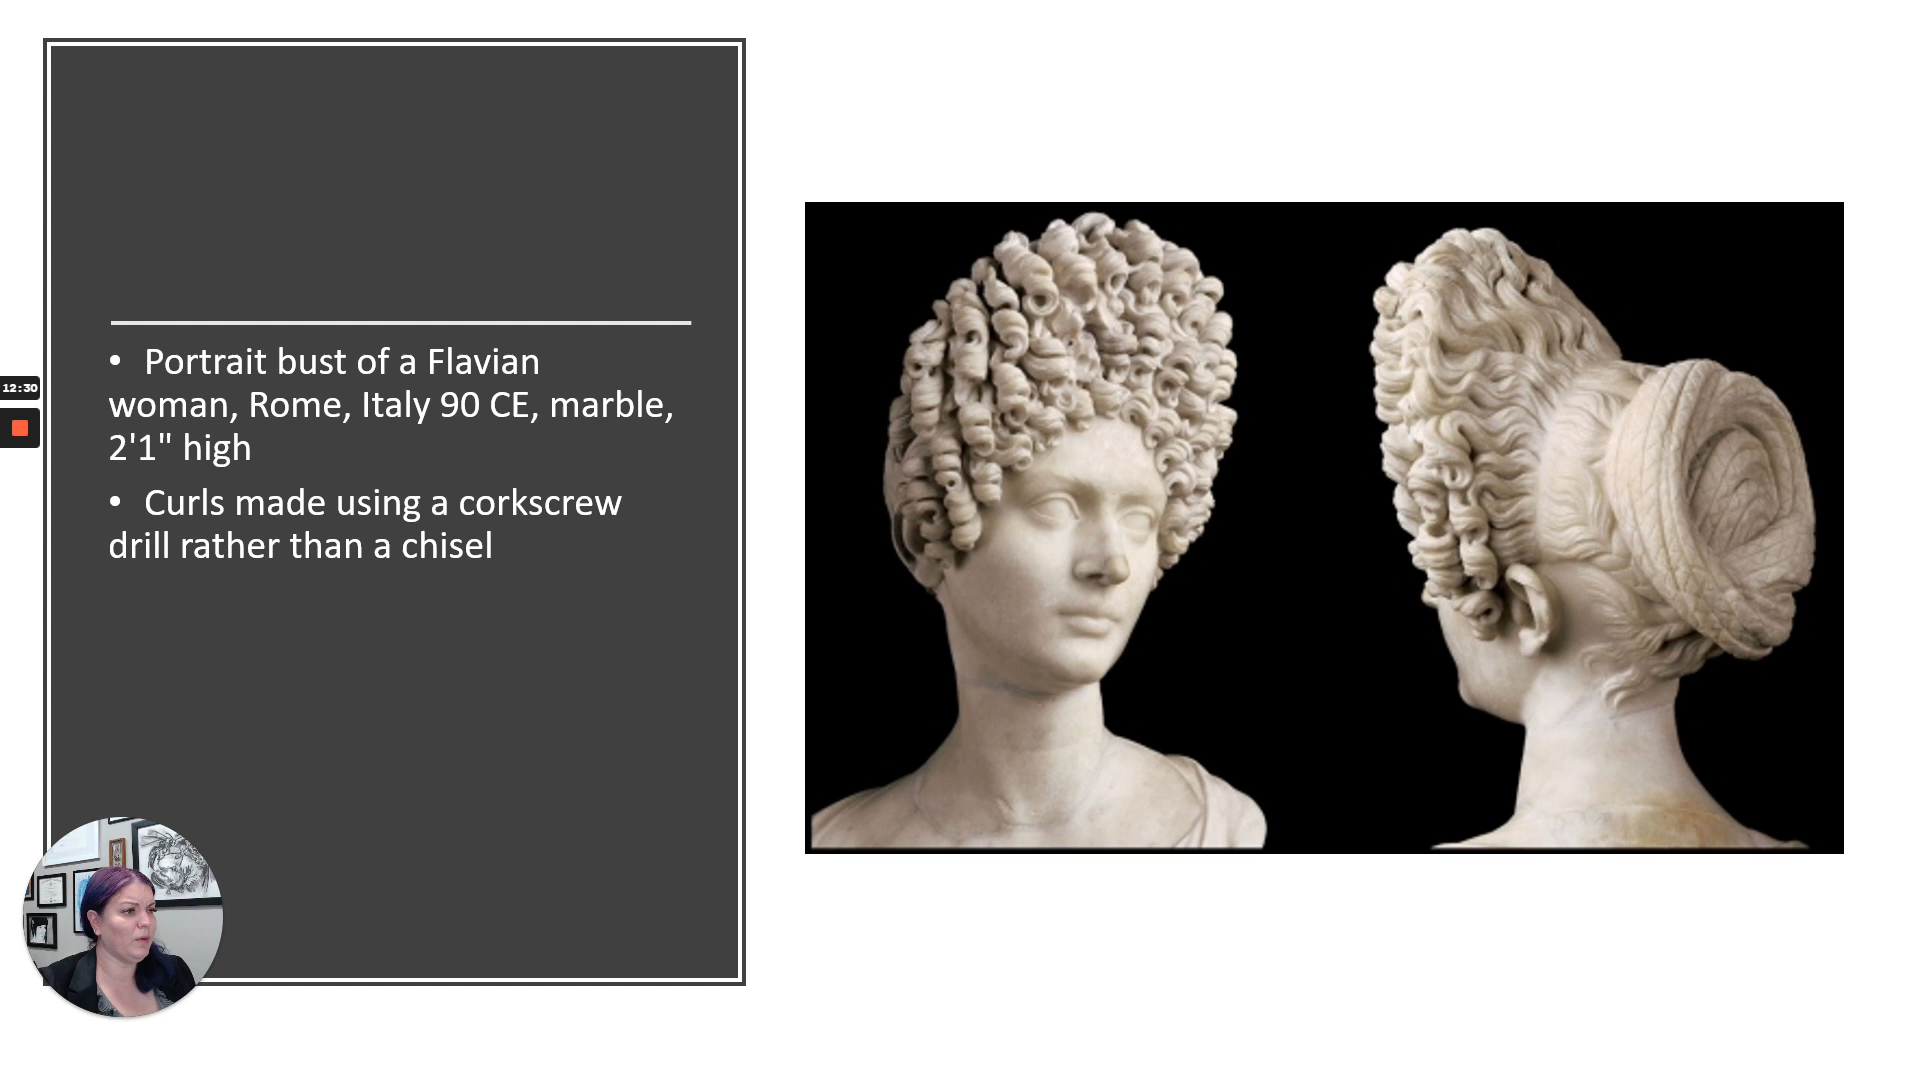 • Portrait bust of a Flavian
woman, Rome, Italy 90 CE, marble,
2'1" high
• Curls made using a corkscrew
drill rather than a chisel
12:30